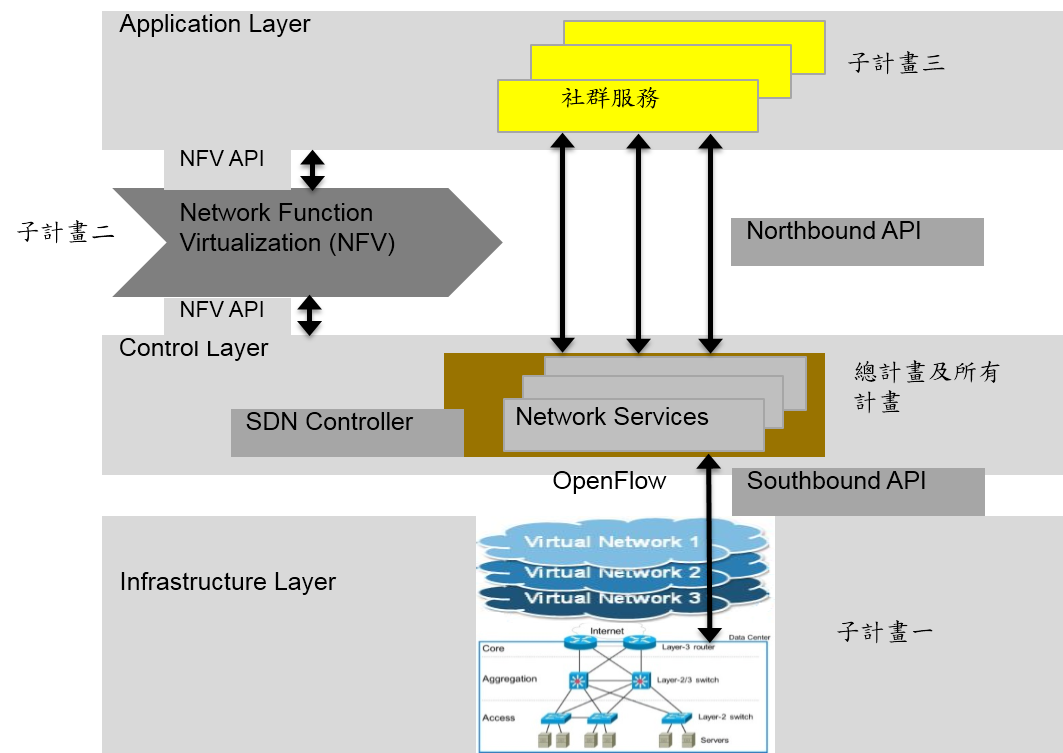 Application Layer
子計畫三
社群服務
NFV API
Network Function
Virtualization (NFV)
子計畫二
Northbound API
NFV API
Control Layer
總計畫及所有
計畫
SDN Controller
Network Services
OpenFlow
Southbound API
Virtual Network 1
Virtual Network 2
Virtual Network 3
Infrastructure Layer
子計畫一
Internet
Data Center
Core
Layer-3 router
Aggregation
Layer-2/3 switch
Access
Layer-2 switch
Servers